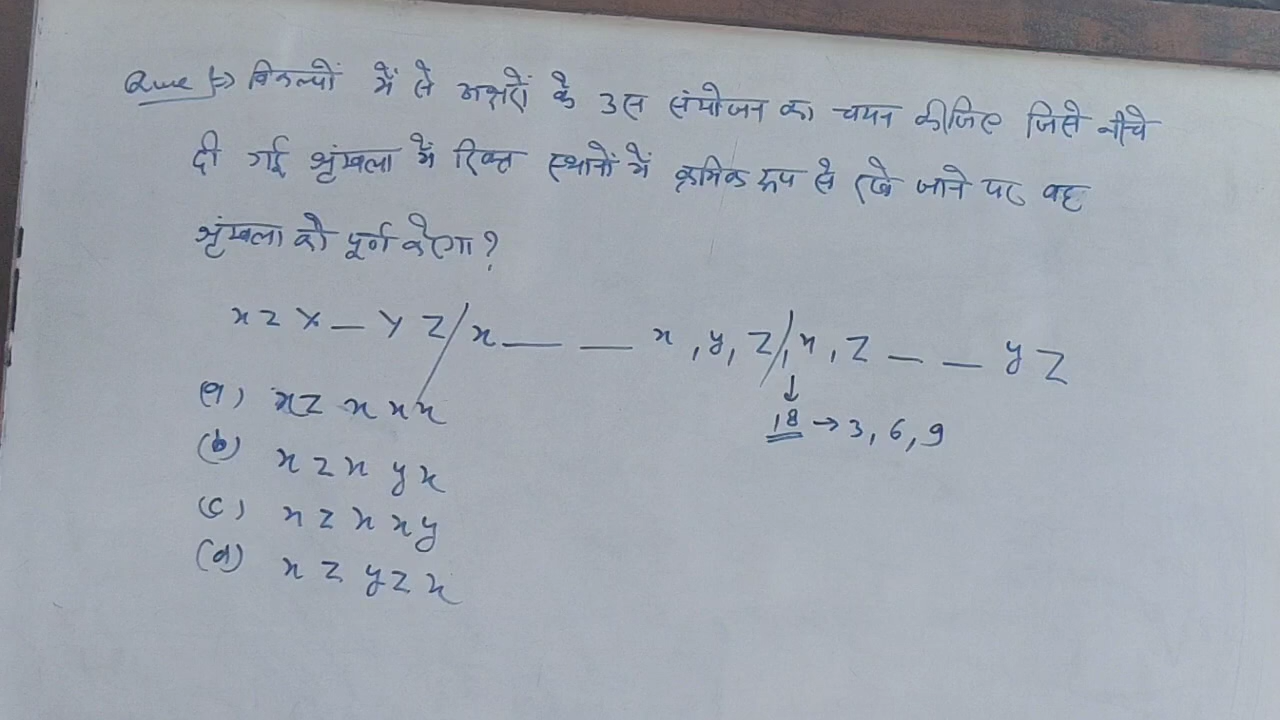 Que 1=> विकल्पों में से अक्षरों के उस संयोजन का चयन कीजिए जिसे नीचे
दी गई श्रृंखला में रिक्त स्थानों में क्रमिक रूप से रखे जाने पर वह
श्रृंखला को पूर्ण करेगा?
x z x _ y z / x _ _ x , y , z / , x , z _ _ y z
↓
18 → 3, 6, 9
(a) x z x x x
(b) x z x y x
(c) x z x x y
(d) x z y z x